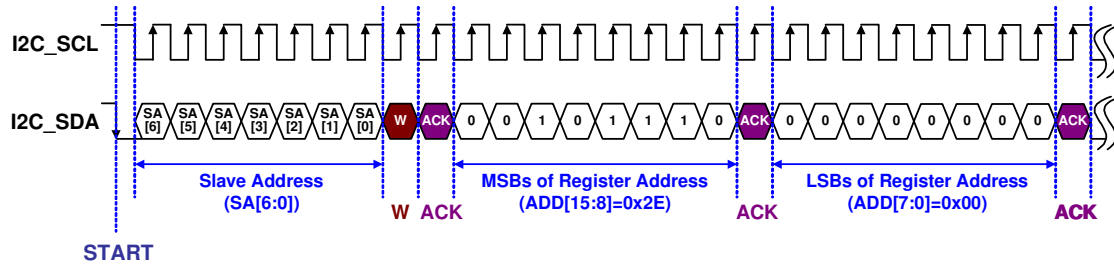 I2C_SCL
I2C_SDA
SA [6] SA [5] SA [4] SA [3] SA [2] SA [1] SA [0] W ACK 0 0 1 0 1 1 1 0 ACK 0 0 0 0 0 0 0 0 ACK
Slave Address MSBs of Register Address LSBs of Register Address
(SA[6:0]) (ADD[15:8]=0x2E) (ADD[7:0]=0x00)
W ACK ACK ACK
START